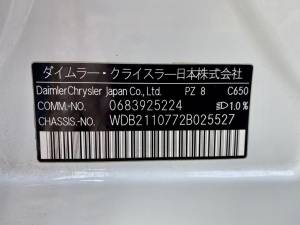 ダイムラー・クライスラー日本株式会社
DaimlerChrysler Japan Co., Ltd. PZ 8 C650
COMM.-NO. 0683925224 1.0%
CHASSIS.-NO. WDB2110772B025527